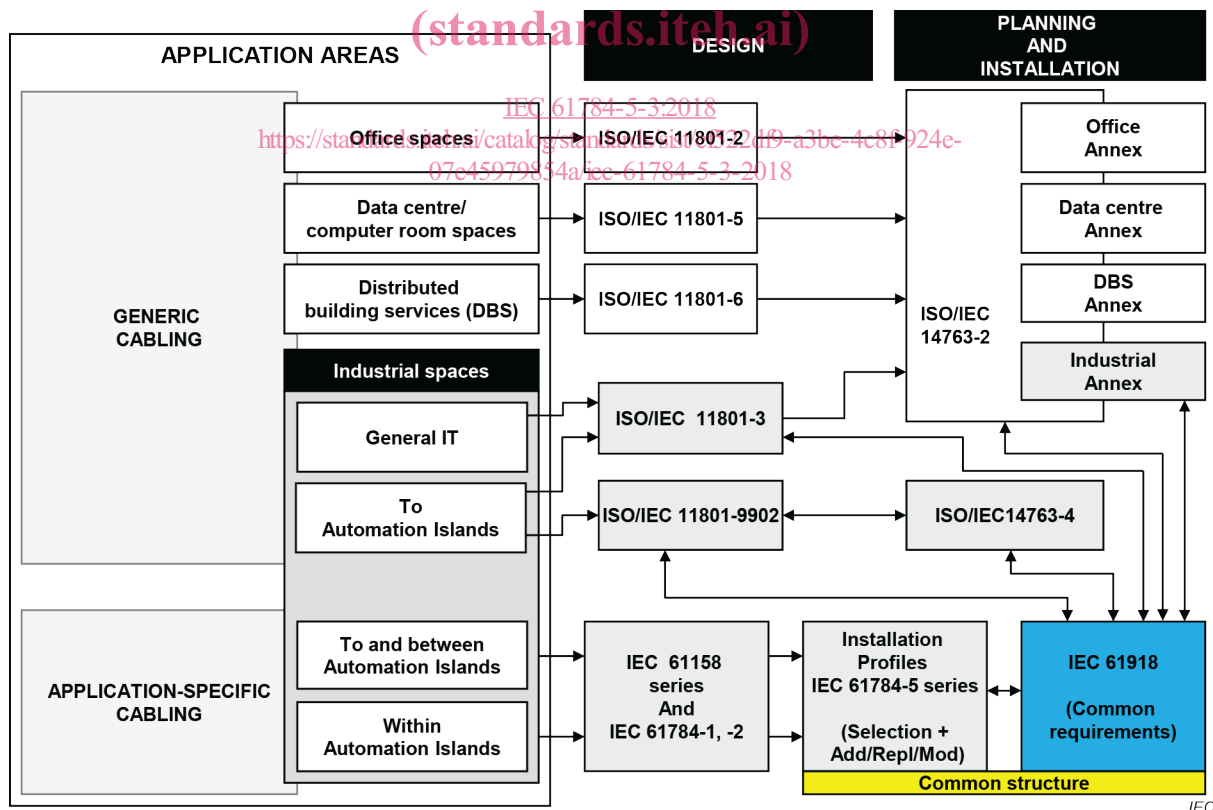 (standards.iteh.ai)
APPLICATION AREAS
DESIGN
PLANNING
AND
INSTALLATION
IEC 61784-5-3:2018
07e45979854a/iec-61784-5-3-2018
Office spaces
ISO/IEC 11801-2
Office
Annex
Data centre/
computer room spaces
ISO/IEC 11801-5
Data centre
Annex
Distributed
building services (DBS)
ISO/IEC 11801-6
DBS
Annex
GENERIC
CABLING
ISO/IEC
14763-2
Industrial spaces
Industrial
Annex
General IT
ISO/IEC 11801-3
To
Automation Islands
ISO/IEC 11801-9902
ISO/IEC14763-4
APPLICATION-SPECIFIC
CABLING
To and between
Automation Islands
Within
Automation Islands
IEC 61158
series
And
IEC 61784-1, -2
Installation
Profiles
IEC 61784-5 series
(Selection +
Add/Repl/Mod)
IEC 61918
(Common
requirements)
Common structure
IEC